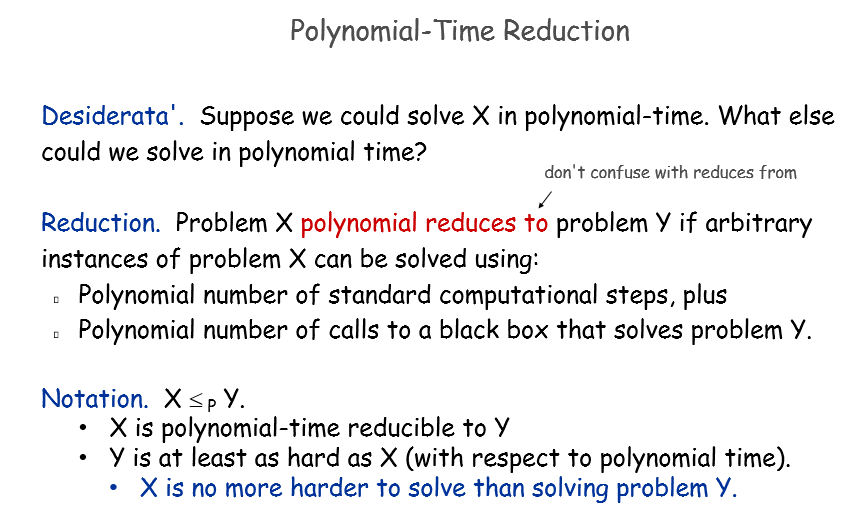 Polynomial-Time Reduction
Desiderata'. Suppose we could solve X in polynomial-time. What else
could we solve in polynomial time?
don't confuse with reduces from
Reduction. Problem X polynomial reduces to problem Y if arbitrary
instances of problem X can be solved using:
▯ Polynomial number of standard computational steps, plus
▯ Polynomial number of calls to a black box that solves problem Y.
Notation. X ≤ P Y.
• X is polynomial-time reducible to Y
• Y is at least as hard as X (with respect to polynomial time).
• X is no more harder to solve than solving problem Y.